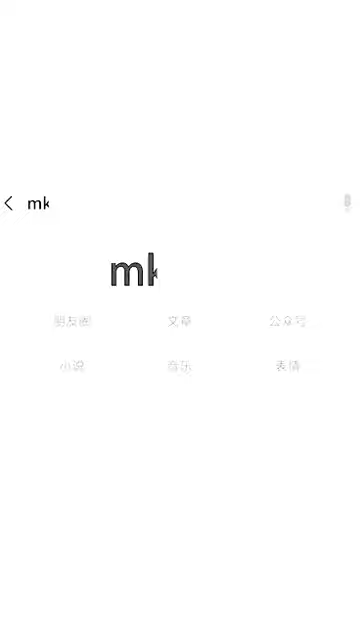 mk
mk
朋友圈 文章 公众号
小说 音乐 表情